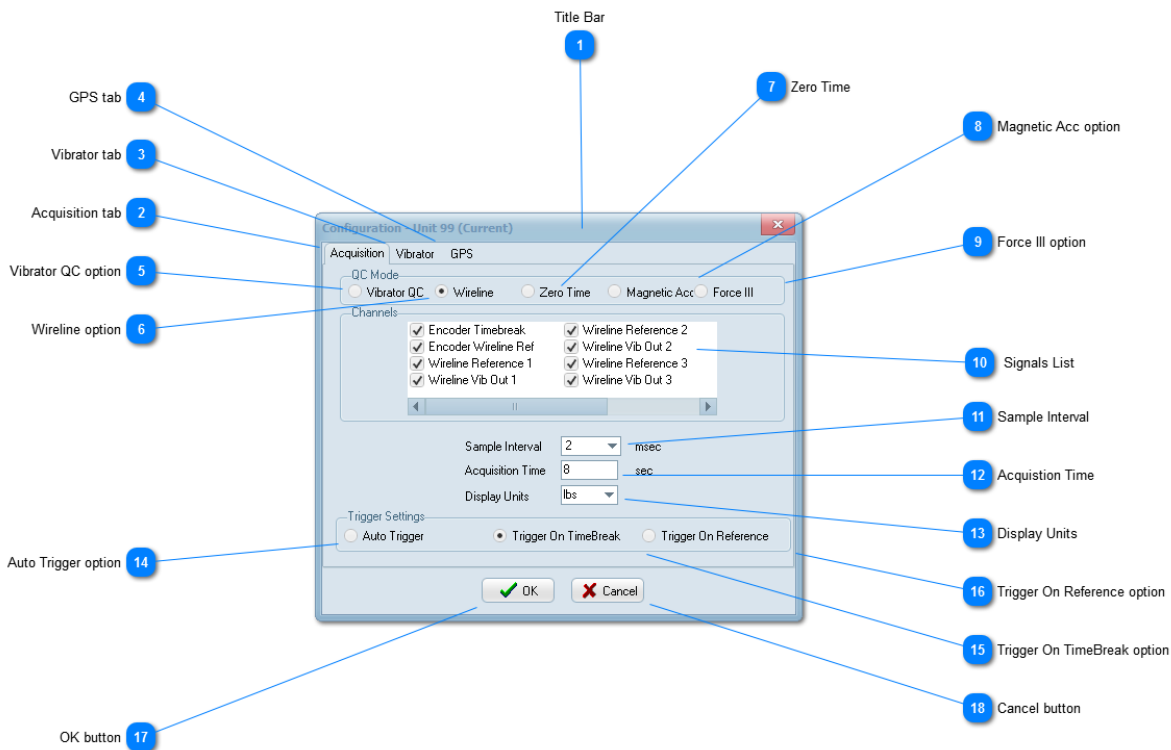 Title Bar
1
GPS tab 4
7 Zero Time
8 Magnetic Acc option
Vibrator tab 3
Acquisition tab 2
Configuration - Unit 99 (Current)
9 Force III option
Acquisition Vibrator GPS
Vibrator QC option 5
QC Mode
Vibrator QC Wireline Zero Time Magnetic Acc Force III
Wireline option 6
Channels
Encoder Timebreak Wireline Reference 2
Encoder Wireline Ref Wireline Vib Out 2
Wireline Reference 1 Wireline Reference 3
10 Signals List
Wireline Vib Out 1 Wireline Vib Out 3
11 Sample Interval
Sample Interval 2 msec
Acquisition Time 8 sec
12 Acquistion Time
Display Units lbs
13 Display Units
Trigger Settings
Auto Trigger Trigger On TimeBreak Trigger On Reference
Auto Trigger option 14
16 Trigger On Reference option
OK Cancel
15 Trigger On TimeBreak option
18 Cancel button
OK button 17